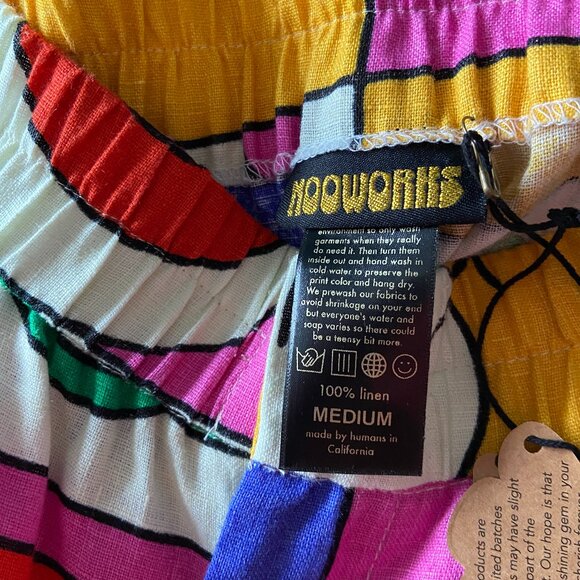 NOOWORKS
environment so only wash
garments when they really
do need it. Then turn them
inside out and hand wash in
cold water to preserve the
print color and hang dry.
We prewash our fabrics to
avoid shrinkage on your end
but everyone's water and
soap varies so there could
be a teensy bit more.
100% linen
MEDIUM
made by humans in
California
shining gem in your
. Our hope is that
part of the
may have slight
batches
are